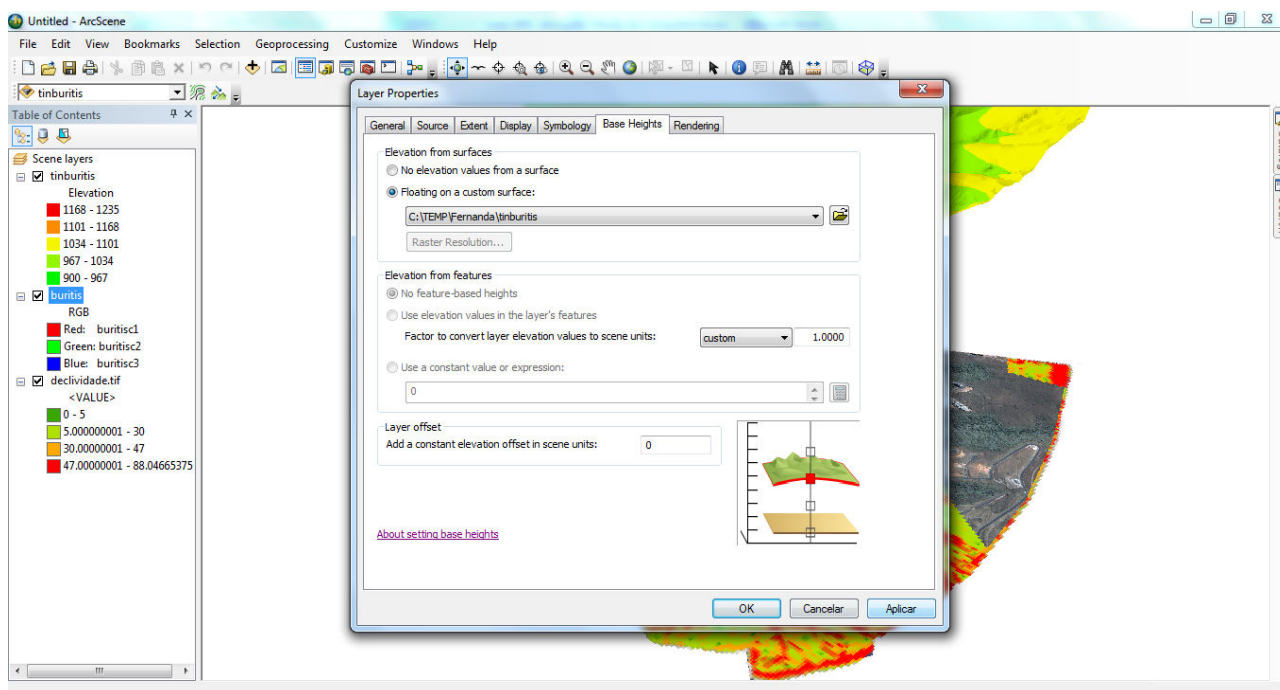 Untitled - ArcScene
File Edit View Bookmarks Selection Geoprocessing Customize Windows Help
tinburitis
Table of Contents
Scene layers
tinburitis
Elevation
1168 - 1235
1101 - 1168
1034 - 1101
967 - 1034
900 - 967
buritis
RGB
Red: buritisc1
Green: buritisc2
Blue: buritisc3
declividade.tif
<VALUE>
0 - 5
5.000000001 - 30
30.00000001 - 47
47.00000001 - 88.04665375
Layer Properties
General Source Extent Display Symbology Base Heights Rendering
Elevation from surfaces
No elevation values from a surface
Floating on a custom surface:
C:\TEMP\Fernanda\tinburitis
Raster Resolution...
Elevation from features
No feature-based heights
Use elevation values in the layer's features
Factor to convert layer elevation values to scene units: custom 1.0000
Use a constant value or expression:
0
Layer offset
Add a constant elevation offset in scene units: 0
About setting base heights
OK Cancelar Aplicar